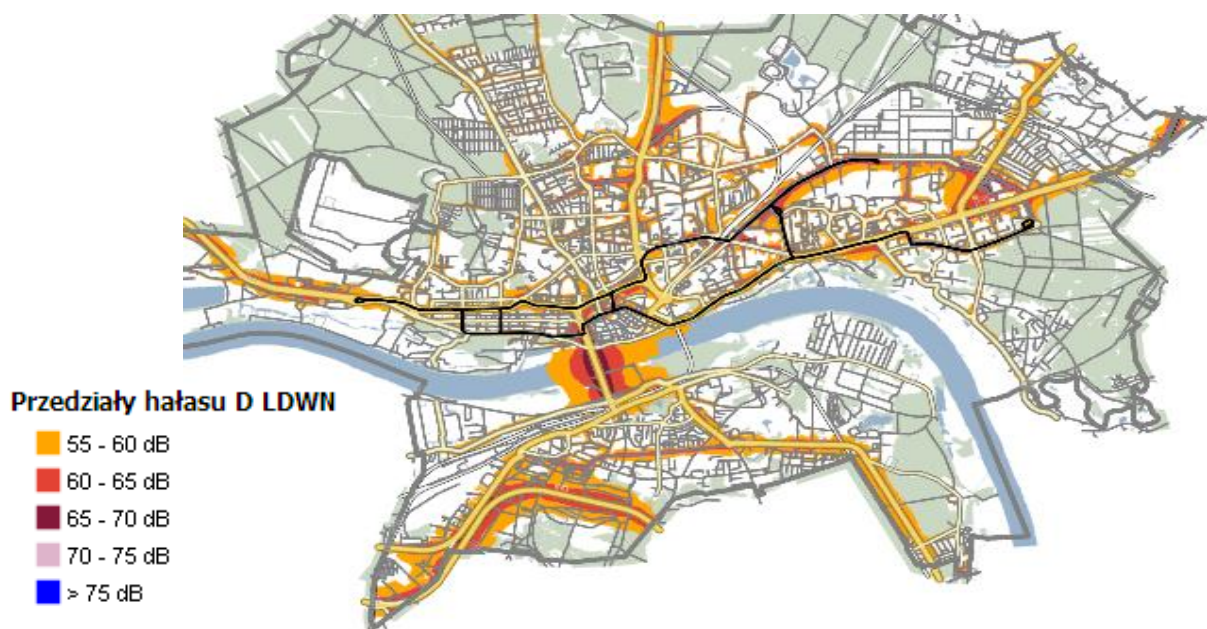 Przedziały hałasu D LDWN
55 - 60 dB
60 - 65 dB
65 - 70 dB
70 - 75 dB
> 75 dB